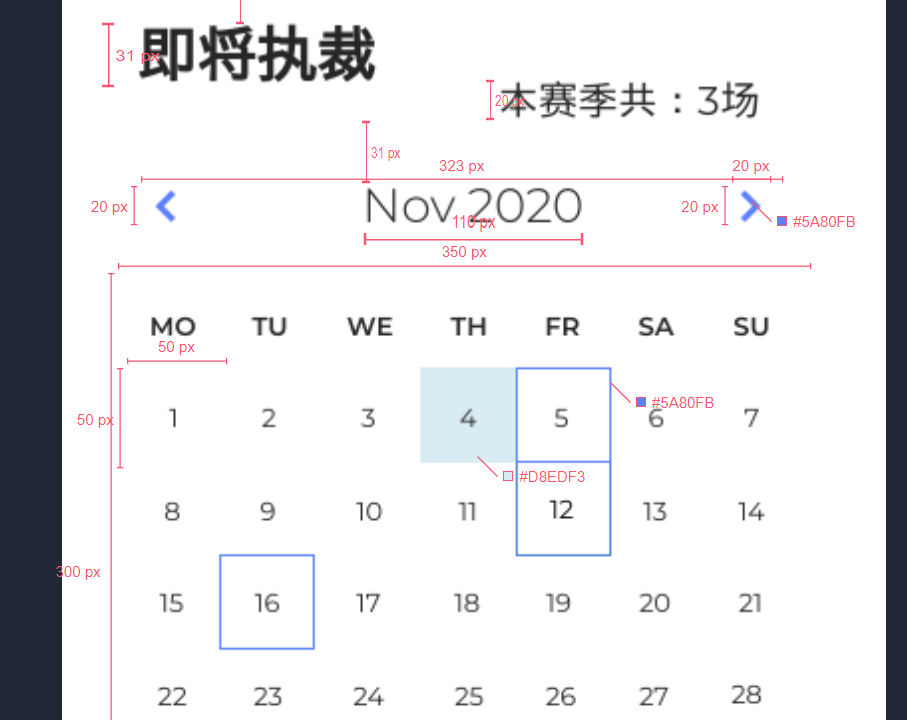 即将执裁
31 px
本赛季共：3场
20 px
31 px
323 px
20 px
20 px
Nov 2020
20 px
#5A80FB
110 px
350 px
MO TU WE TH FR SA SU
50 px
50 px
1 2 3 4 5 6 7
#5A80FB
#D8EDF3
8 9 10 11 12 13 14
300 px
15 16 17 18 19 20 21
22 23 24 25 26 27 28